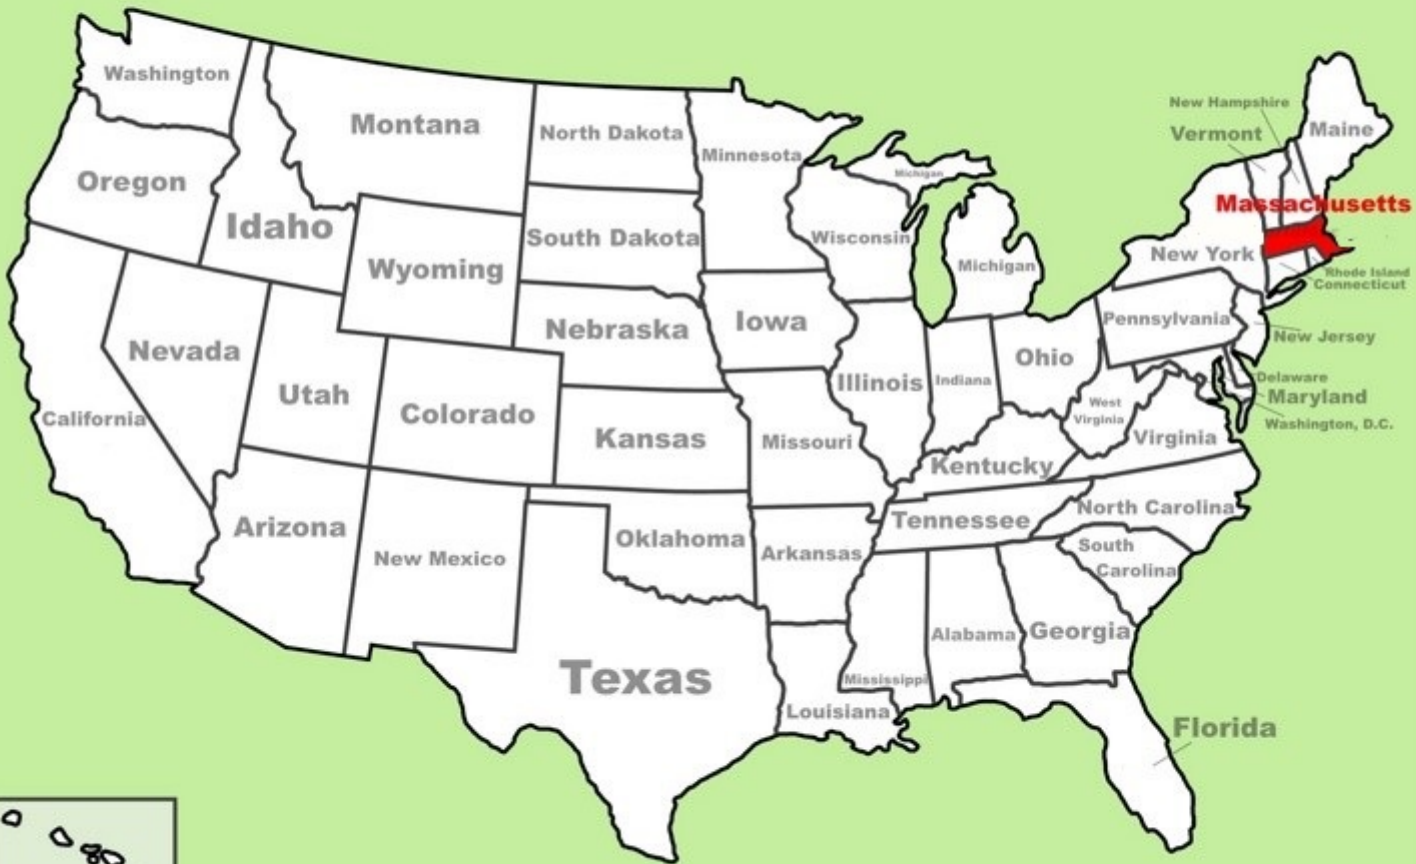 Washington
Montana
North Dakota
Minnesota
New Hampshire
Vermont
Maine
Oregon
Idaho
Michigan
Massachusetts
South Dakota
Wisconsin
Wyoming
Michigan
New York
Rhode Island
Connecticut
Nebraska
Iowa
Pennsylvania
New Jersey
Nevada
Utah
Colorado
Illinois
Indiana
Ohio
Delaware
Maryland
Washington, D.C.
California
Kansas
Missouri
West
Virginia
Virginia
Kentucky
Arizona
New Mexico
Oklahoma
Arkansas
Tennessee
North Carolina
South
Carolina
Texas
Louisiana
Mississippi
Alabama
Georgia
Florida